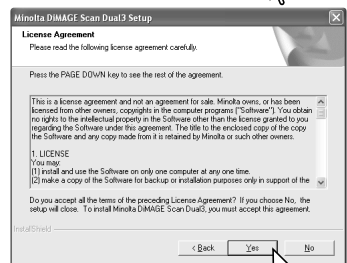 Minolta DiMAGE Scan Dual3 Setup
License Agreement
Please read the following license agreement carefully.
Press the PAGE DOWN key to see the rest of the agreement.
This is a license agreement and not an agreement for sale. Minolta owns, or has been
licensed from other owners, copyrights in the computer programs ("Software"). You obtain
no rights to the intellectual property in the Software other than the license granted to you
regarding the Software under this agreement. The title to the enclosed copy of the copy
the Software and any copy made from it is retained by Minolta or such other owners.
1. LICENSE
You may:
(1) install and use the Software on only one computer at any one time.
(2) make a copy of the Software for backup or installation purposes only in support of the
Do you accept all the terms of the preceding License Agreement? If you choose No, the
setup will close. To install Minolta DiMAGE Scan Dual3, you must accept this agreement.
InstallShield
< Back Yes No